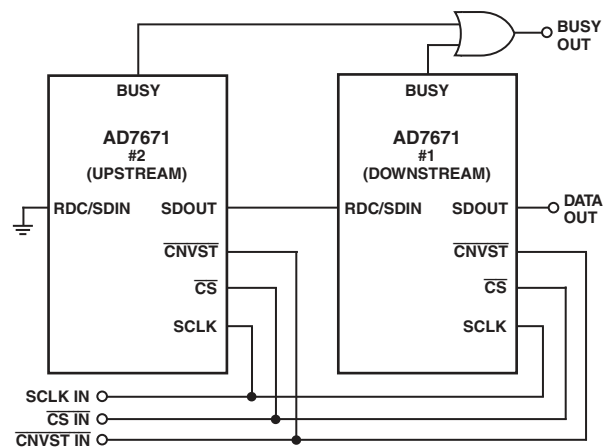 BUSY
OUT
BUSY
BUSY
AD7671
#2
(UPSTREAM)
AD7671
#1
(DOWNSTREAM)
RDC/SDIN
SDOUT
RDC/SDIN
SDOUT
DATA
OUT
CNVST
CNVST
CS
CS
SCLK
SCLK
SCLK IN
CS IN
CNVST IN